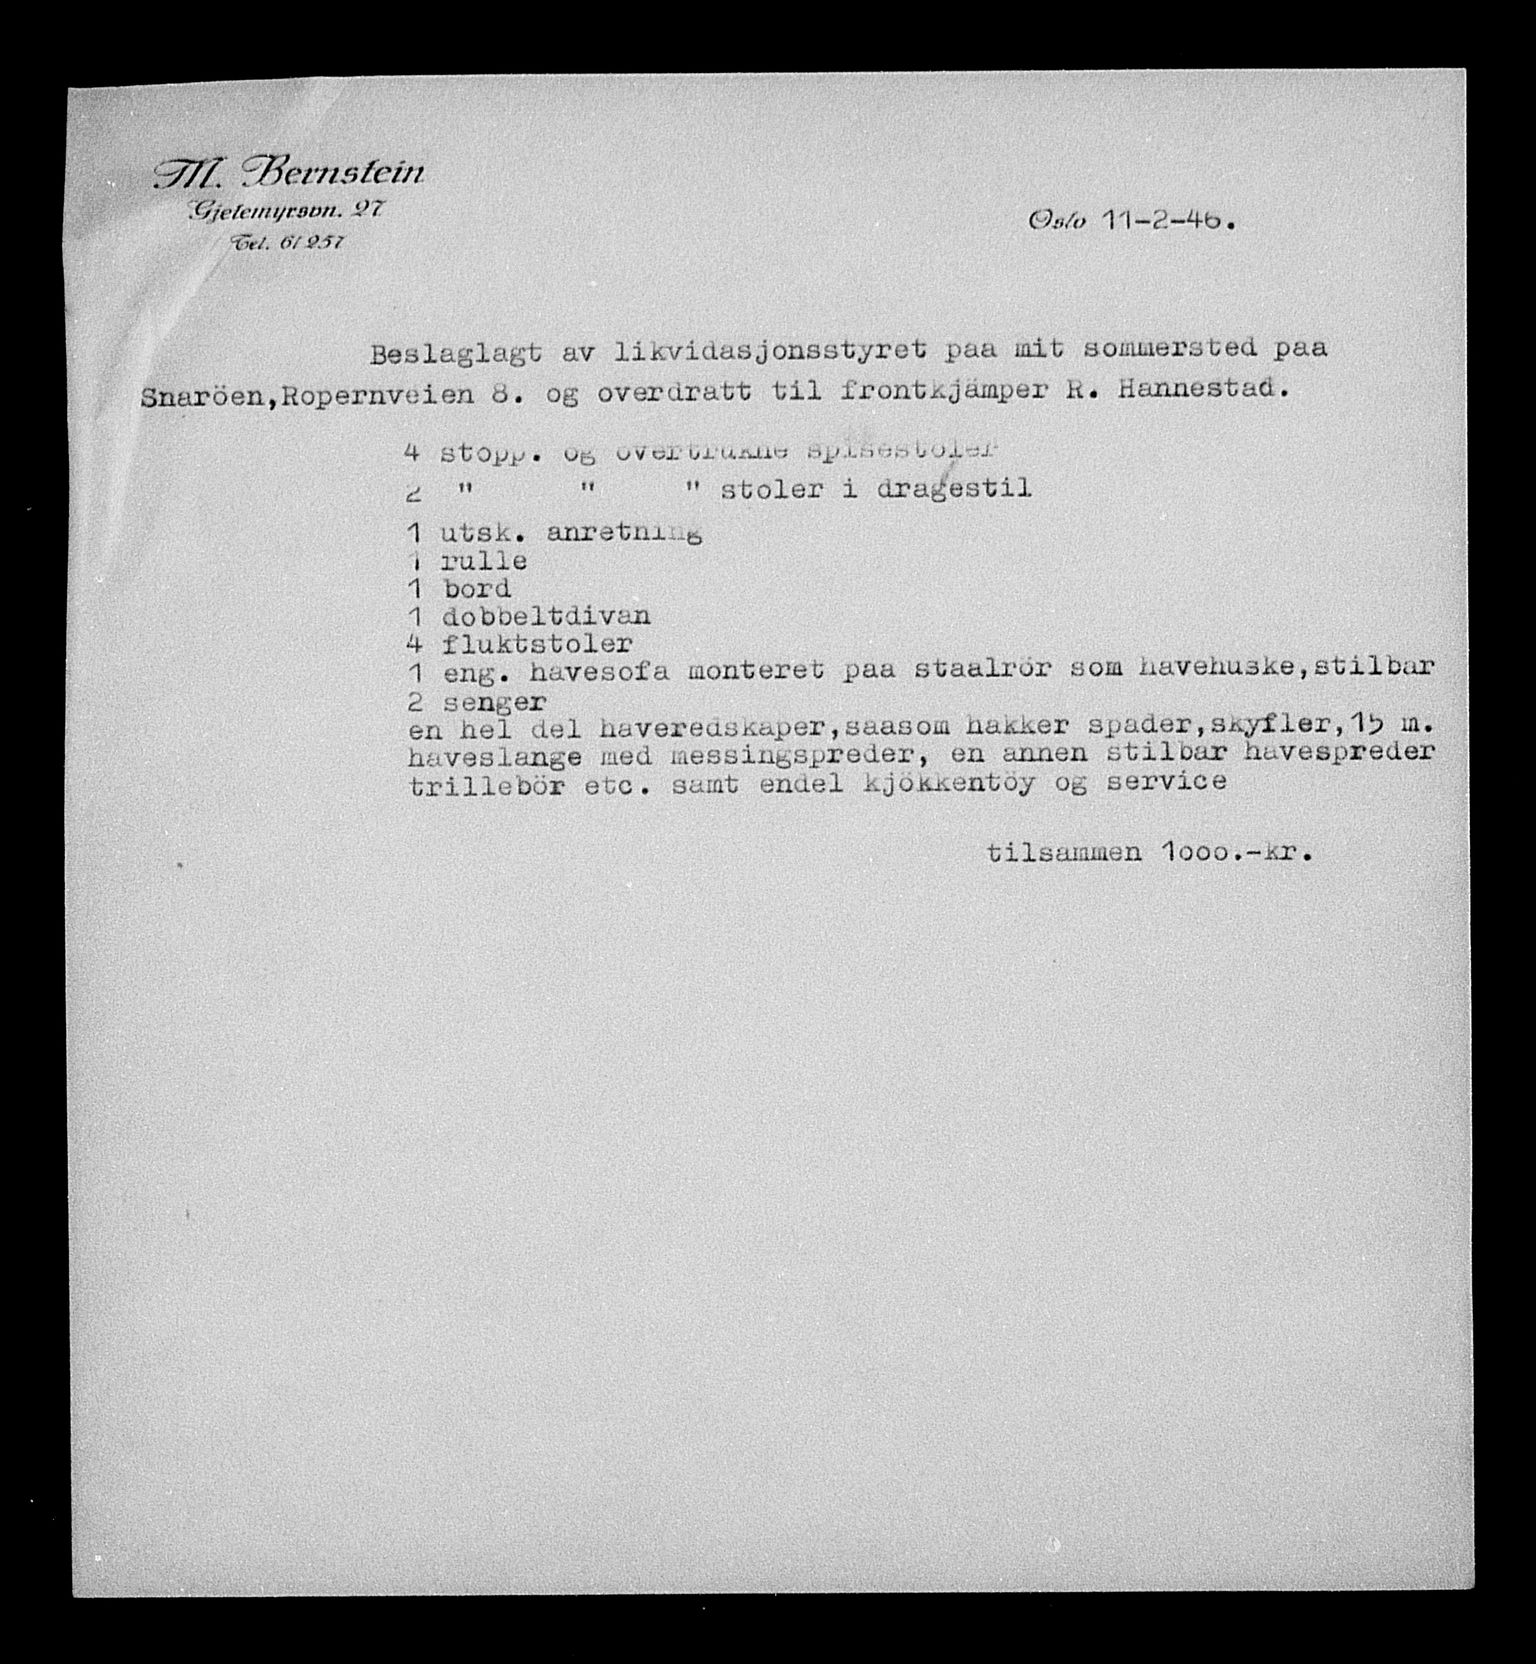 M. Bernstein
Gjetemyrsvn. 27
Tel. 61257
Oslo 11-2-46.
Beslaglagt av likvidasjonsstyret paa mit sommersted paa
Snaröen,Ropernveien 8. og overdratt til frontkjämper R. Hannestad.
4 stopp. og overtrukne spisestoler
2 " " " stoler i dragestil
1 utsk. anretning
1 rulle
1 bord
1 dobbeltdivan
4 fluktstoler
1 eng. havesofa monteret paa staalrör som havehuske,stilbar
2 senger
en hel del haveredskaper,saasom hakker spader,skyfler,15 m.
haveslange med messingspreder, en annen stilbar havespreder
trillebör etc. samt endel kjökkentöy og service
tilsammen 1ooo.-kr.